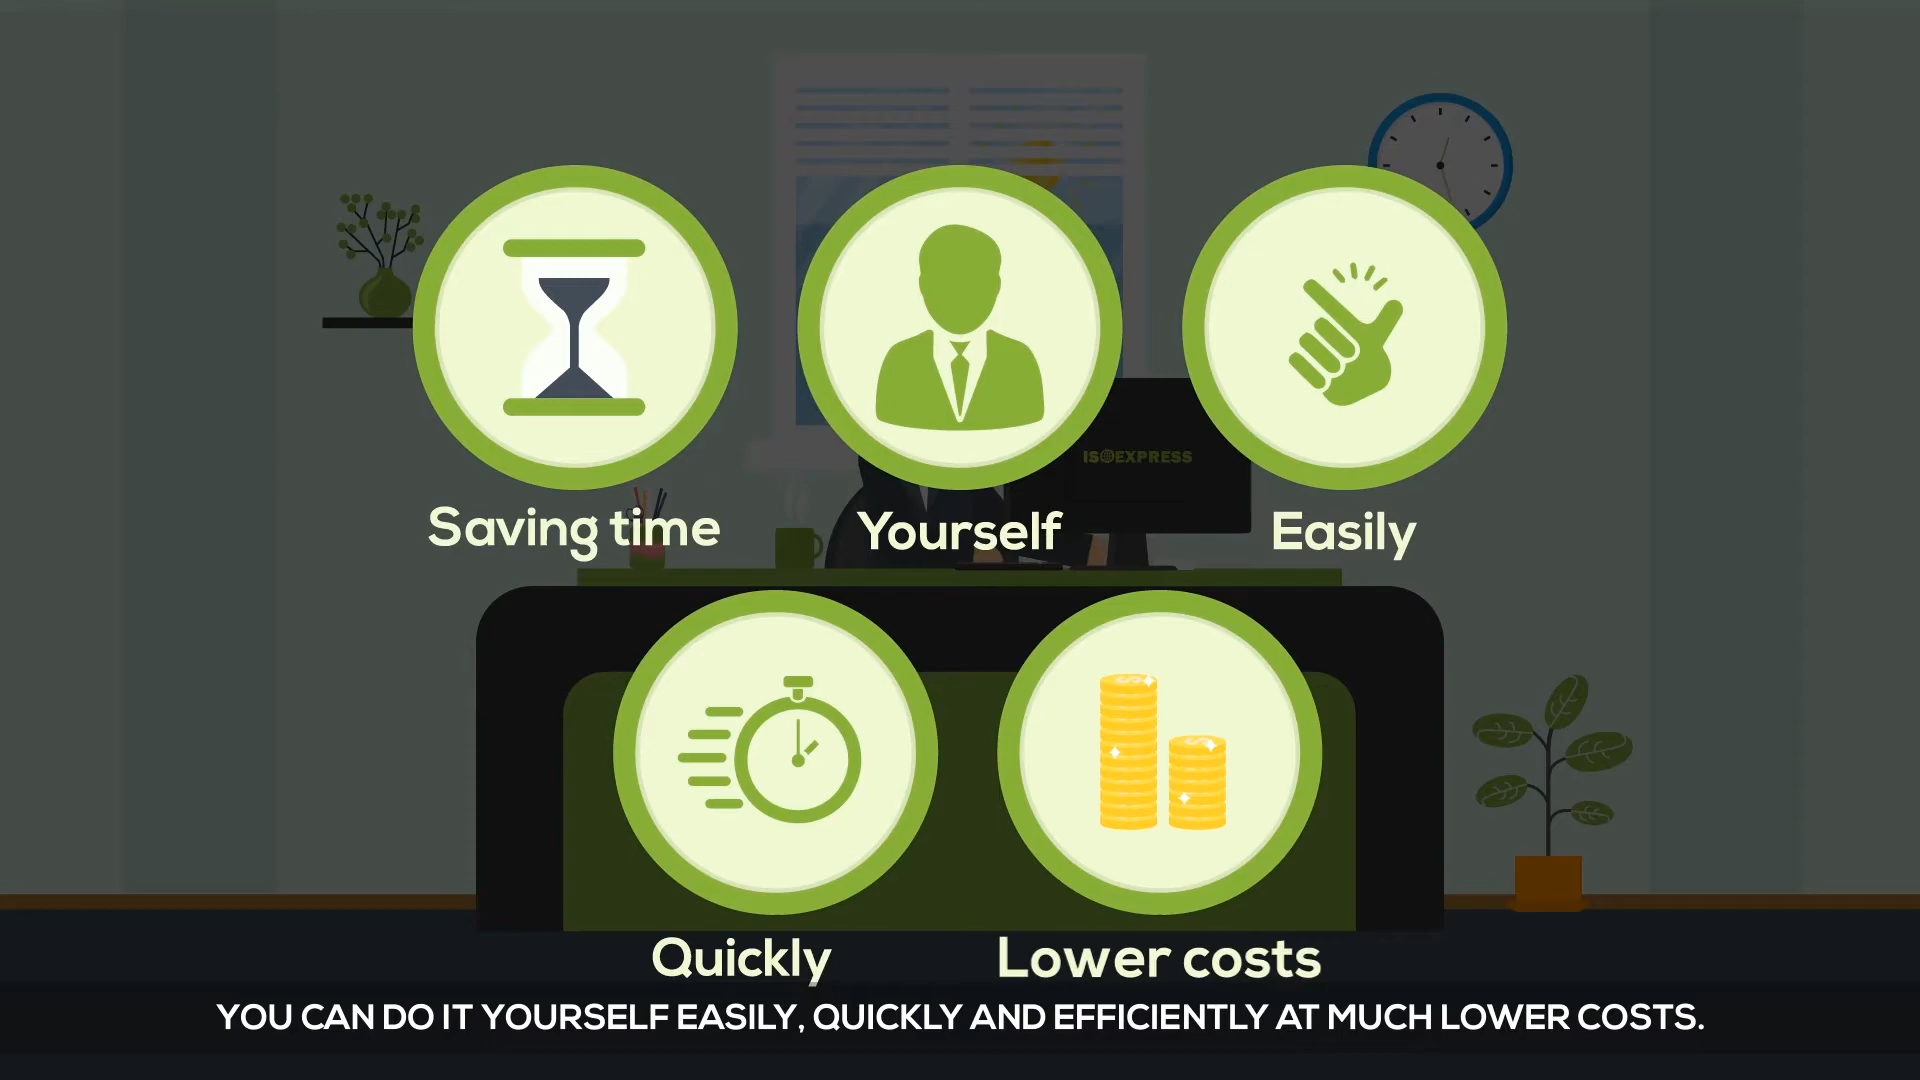 ISOEXPRESS
Saving time
Yourself
Easily
Quickly
Lower costs
YOU CAN DO IT YOURSELF EASILY, QUICKLY AND EFFICIENTLY AT MUCH LOWER COSTS.